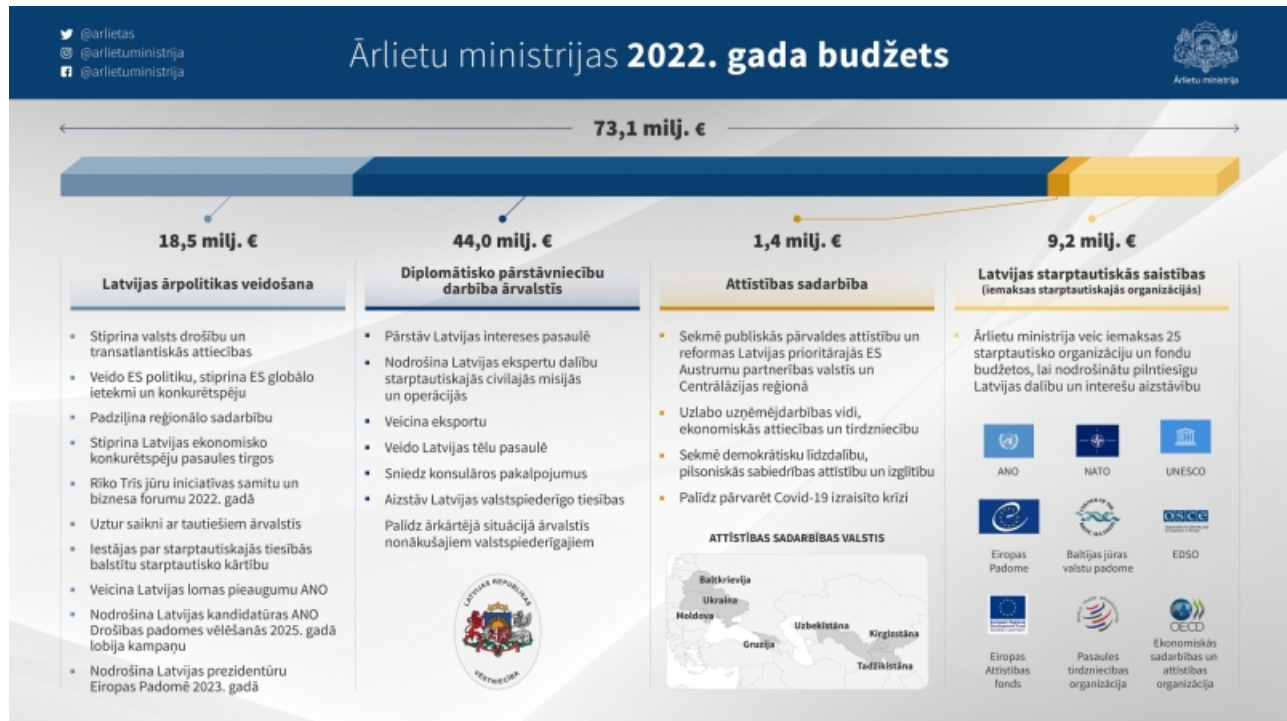 @arlietas
@arlietuministrija
@arlietuministrija
Ārlietu ministrijas 2022. gada budžets
Ārlietu ministrija
73,1 milj. €
18,5 milj. €
Latvijas ārpolitikas veidošana
Stiprina valsts drošību un
transatlantiskās attiecības
Veido ES politiku, stiprina ES globālo
ietekmi un konkurētspēju
Padziļina reģionālo sadarbību
Stiprina Latvijas ekonomisko
konkurētspēju pasaules tirgos
Rīko Trīs jūru iniciatīvas samitu un
biznesa forumu 2022. gadā
Uztur saikni ar tautiešiem ārvalstīs
Iestājas par starptautiskajās tiesībās
balstītu starptautisko kārtību
Veicina Latvijas lomas pieaugumu ANO
Nodrošina Latvijas kandidatūras ANO
Drošības padomes vēlēšanās 2025. gadā
lobija kampaņu
Nodrošina Latvijas prezidentūru
Eiropas Padomē 2023. gadā
44,0 milj. €
Diplomātisko pārstāvniecību
darbība ārvalstīs
Pārstāv Latvijas intereses pasaulē
Nodrošina Latvijas ekspertu dalību
starptautiskajās civilajās misijās
un operācijās
Veicina eksportu
Veido Latvijas tēlu pasaulē
Sniedz konsulāros pakalpojumus
Aizstāv Latvijas valstspiederīgo tiesības
Palīdz ārkārtējā situācijā ārvalstīs
nonākušajiem valstspiederīgajiem
LATVIJAS REPUBLIKAS
VĒSTNIECĪBA
1,4 milj. €
Attīstības sadarbība
Sekmē publiskās pārvaldes attīstību un
reformas Latvijas prioritārajās ES
Austrumu partnerības valstīs un
Centrālāzijas reģionā
Uzlabo uzņēmējdarbības vidi,
ekonomiskās attiecības un tirdzniecību
Sekmē demokrātisku līdzdalību,
pilsoniskās sabiedrības attīstību un izglītību
Palīdz pārvarēt Covid-19 izraisīto krīzi
ATTĪSTĪBAS SADARBĪBAS VALSTIS
Baltkrievija
Ukraina
Moldova
Gruzija
Uzbekistāna
Kirgizstāna
Tadžikistāna
9,2 milj. €
Latvijas starptautiskās saistības
(iemaksas starptautiskajās organizācijās)
Ārlietu ministrija veic iemaksas 25
starptautisko organizāciju un fondu
budžetos, lai nodrošinātu pilntiesīgu
Latvijas dalību un interešu aizstāvību
ANO
NATO
UNESCO
Eiropas
Padome
Baltijas jūras
valstu padome
OSCE
EDSO
Eiropas
Attīstības
fonds
Pasaules
tirdzniecības
organizācija
OECD
Ekonomiskās
sadarbības un
attīstības
organizācija